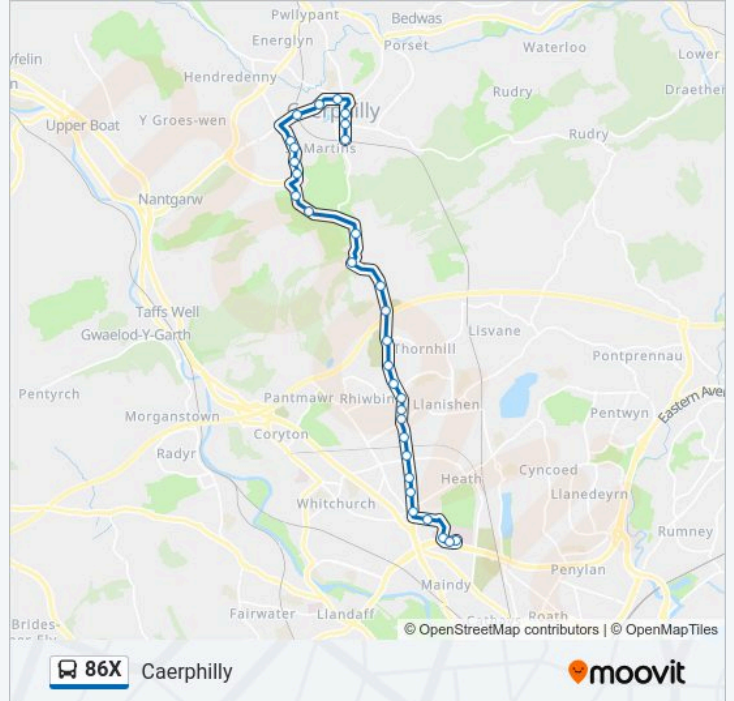 Pwllypant
Bedwas
Energlyn
Porset
Waterloo
Lower
Hendredenny
Rudry
Draethen
Upper Boat
Y Groes-wen
Caerphilly
Rudry
St Martins
Nantgarw
Taffs Well
Gwaelod-Y-Garth
Lisvane
Thornhill
Pontprennau
Pentyrch
Pantmawr
Rhiwbina
Llanishen
Eastern Ave
Morganstown
Pentwyn
Coryton
Radyr
Heath
Cyncoed
Llanedeyrn
Whitchurch
Rumney
Penylan
Maindy
Fairwater
Llandaff
Roath
© OpenStreetMap contributors | © OpenMapTiles
86X
Caerphilly
moovit